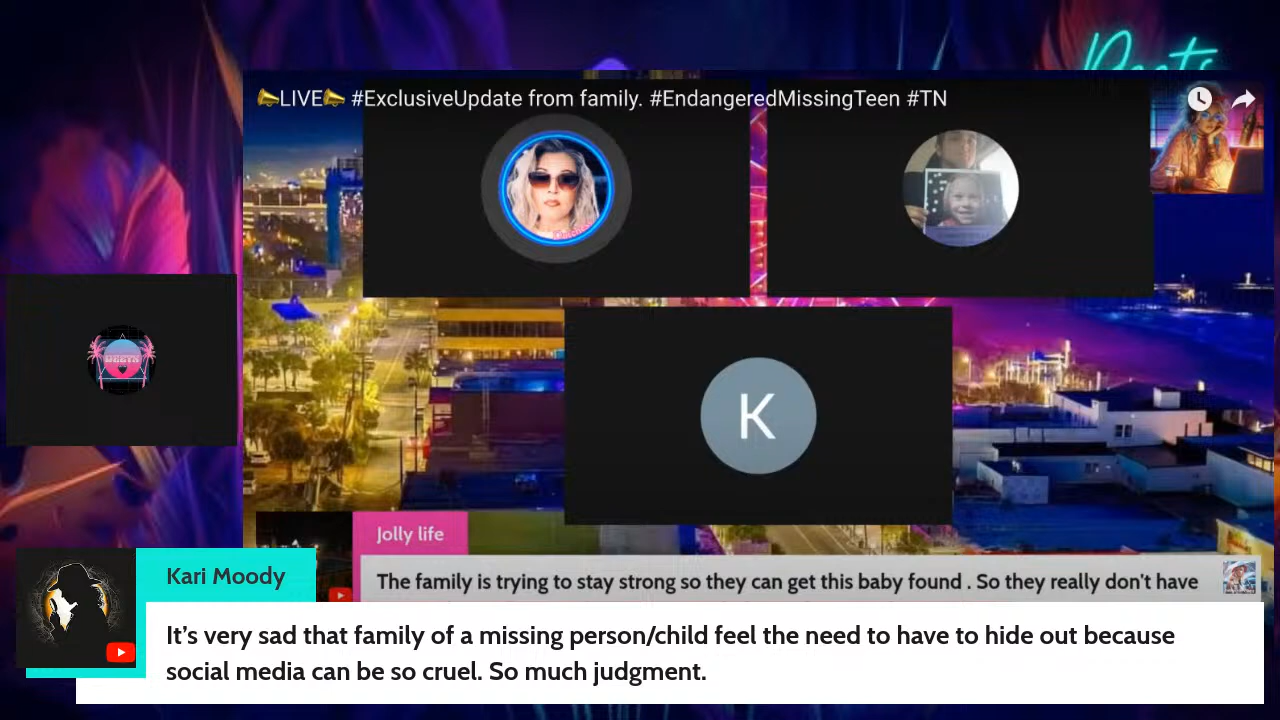 Beets
📣LIVE📣 #ExclusiveUpdate from family. #EndangeredMissingTeen #TN
BEETS
K
Jolly life
The family is trying to stay strong so they can get this baby found . So they really don't have
Kari Moody
It’s very sad that family of a missing person/child feel the need to have to hide out because
social media can be so cruel. So much judgment.